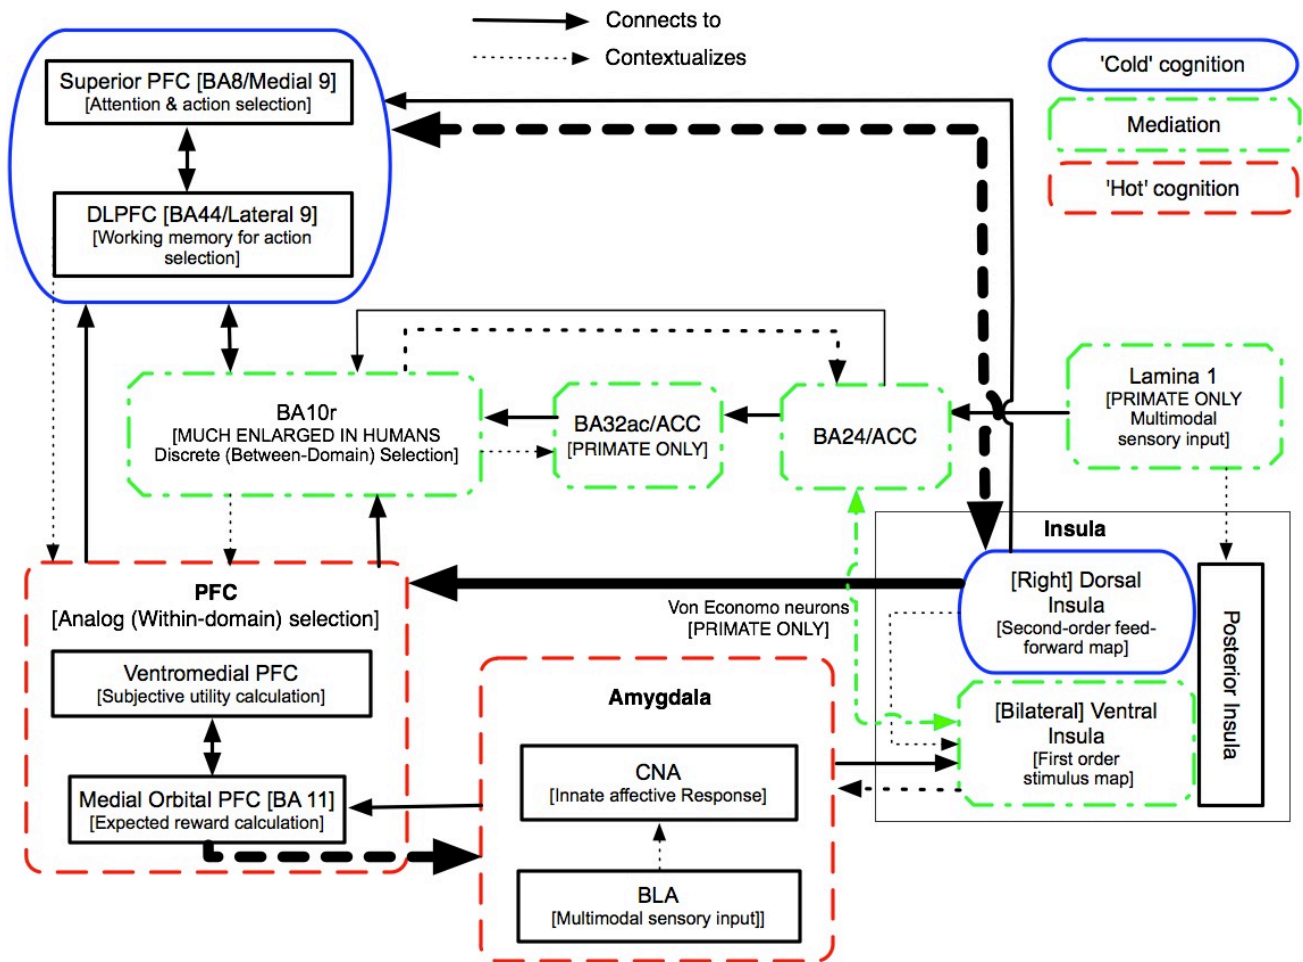 Connects to
Contextualizes
'Cold' cognition
Mediation
'Hot' cognition
Superior PFC [BA8/Medial 9]
[Attention & action selection]
DLPFC [BA44/Lateral 9]
[Working memory for action
selection]
BA10r
[MUCH ENLARGED IN HUMANS
Discrete (Between-Domain) Selection]
BA32ac/ACC
[PRIMATE ONLY]
BA24/ACC
Lamina 1
[PRIMATE ONLY
Multimodal
sensory input]
Insula
[Right] Dorsal
Insula
[Second-order feed-
forward map]
[Bilateral] Ventral
Insula
[First order
stimulus map]
Posterior Insula
Von Economo neurons
[PRIMATE ONLY]
PFC
[Analog (Within-domain) selection]
Ventromedial PFC
[Subjective utility calculation]
Medial Orbital PFC [BA 11]
[Expected reward calculation]
Amygdala
CNA
[Innate affective Response]
BLA
[Multimodal sensory input]]